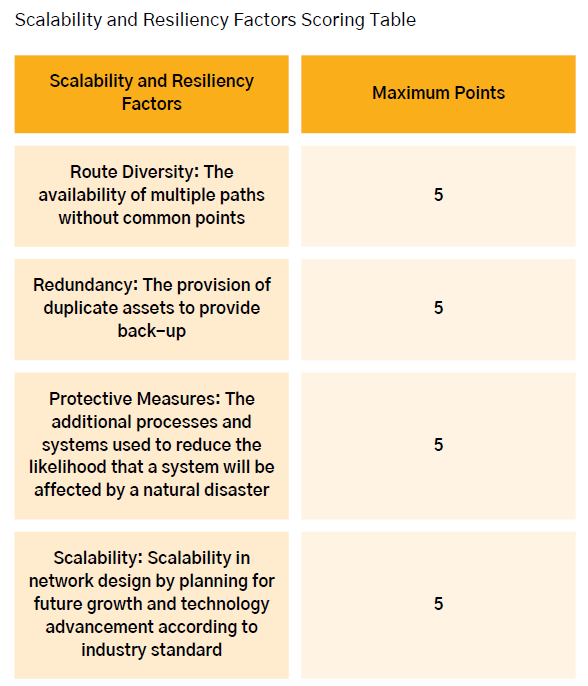 Scalability and Resiliency Factors Scoring Table
Scalability and Resiliency
Factors
Maximum Points
Route Diversity: The
availability of multiple paths
without common points
5
Redundancy: The provision of
duplicate assets to provide
back-up
5
Protective Measures: The
additional processes and
systems used to reduce the
likelihood that a system will be
affected by a natural disaster
5
Scalability: Scalability in
network design by planning for
future growth and technology
advancement according to
industry standard
5